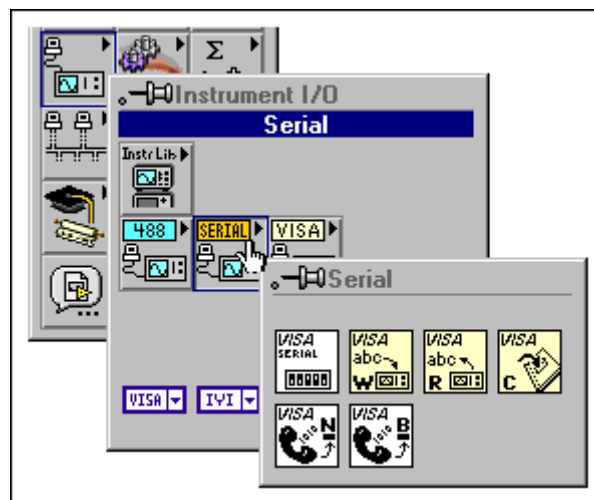 Σ
Instrument I/O
Serial
Instr Lib
488 SERIAL VISA
Serial
VISA SERIAL
VISA abc W
VISA abc R
VISA C
VISA N
VISA B
VISA IVI